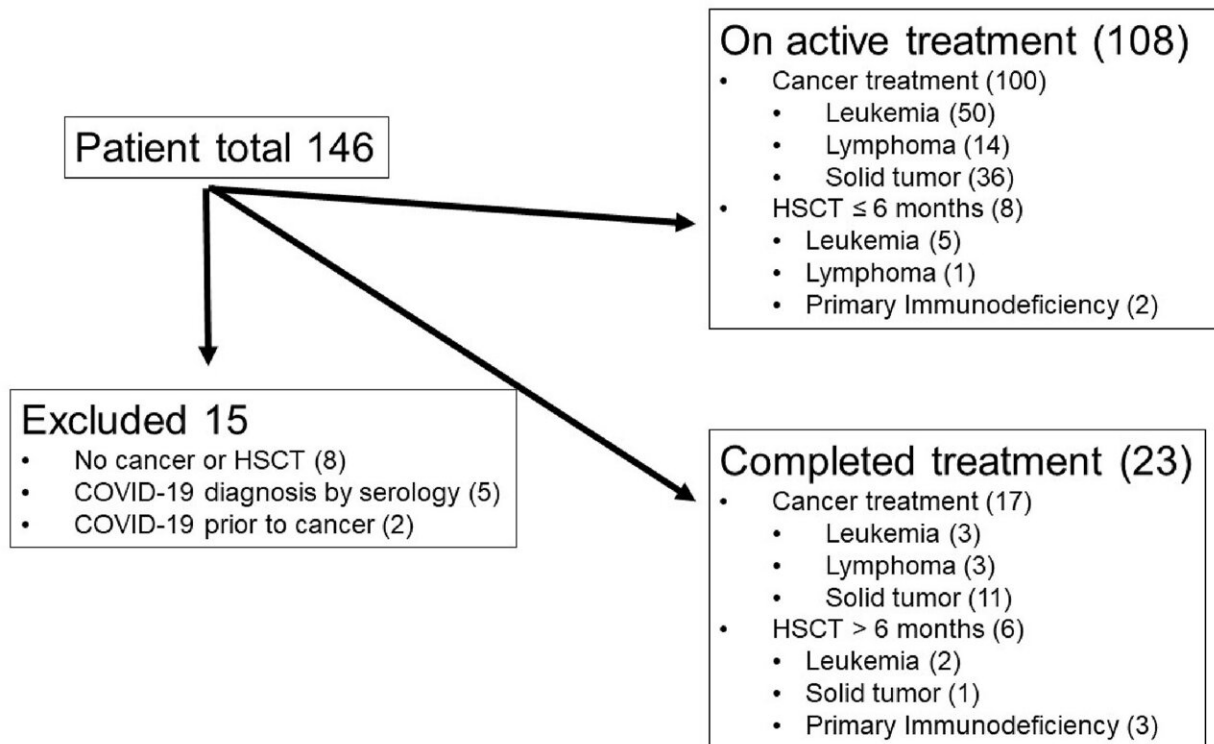 Patient total 146
On active treatment (108)
• Cancer treatment (100)
• Leukemia (50)
• Lymphoma (14)
• Solid tumor (36)
• HSCT ≤ 6 months (8)
• Leukemia (5)
• Lymphoma (1)
• Primary Immunodeficiency (2)
Excluded 15
• No cancer or HSCT (8)
• COVID-19 diagnosis by serology (5)
• COVID-19 prior to cancer (2)
Completed treatment (23)
• Cancer treatment (17)
• Leukemia (3)
• Lymphoma (3)
• Solid tumor (11)
• HSCT > 6 months (6)
• Leukemia (2)
• Solid tumor (1)
• Primary Immunodeficiency (3)